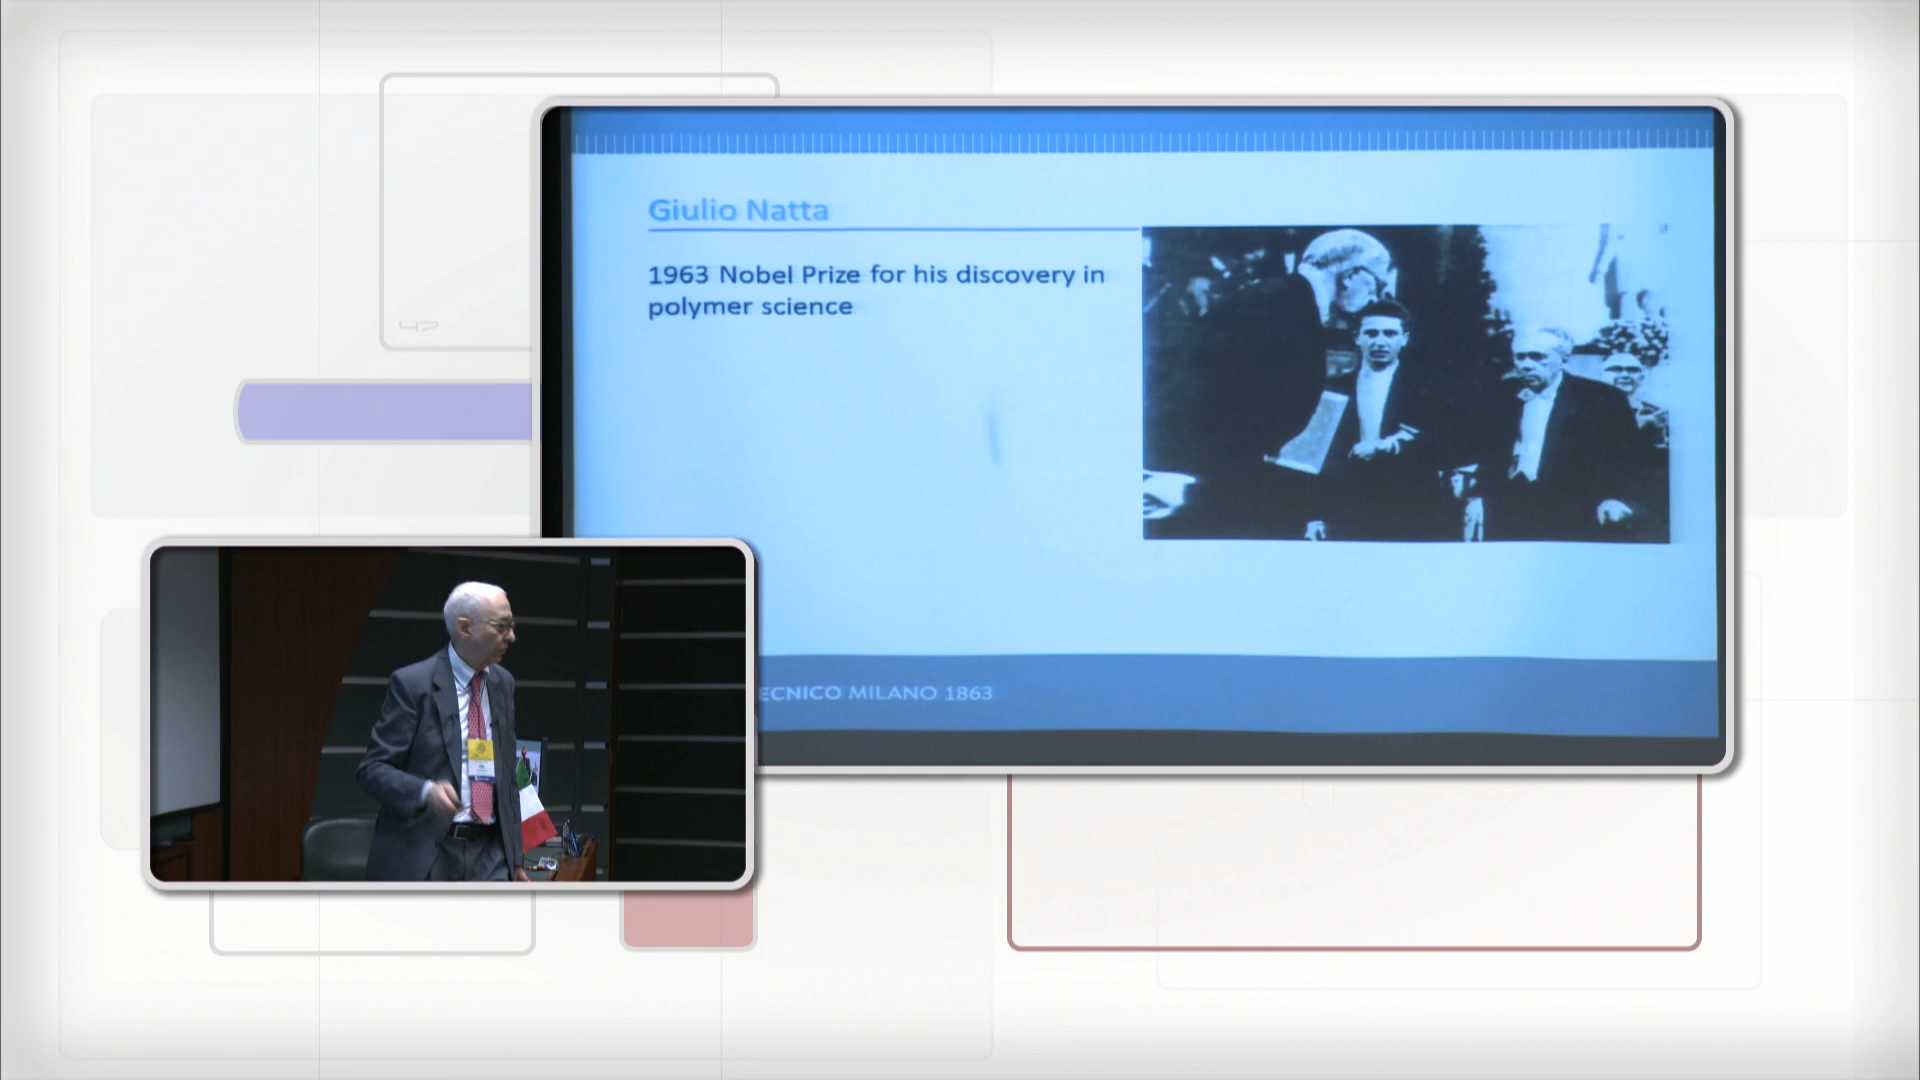 Giulio Natta
1963 Nobel Prize for his discovery in
polymer science
ECNICO MILANO 1863